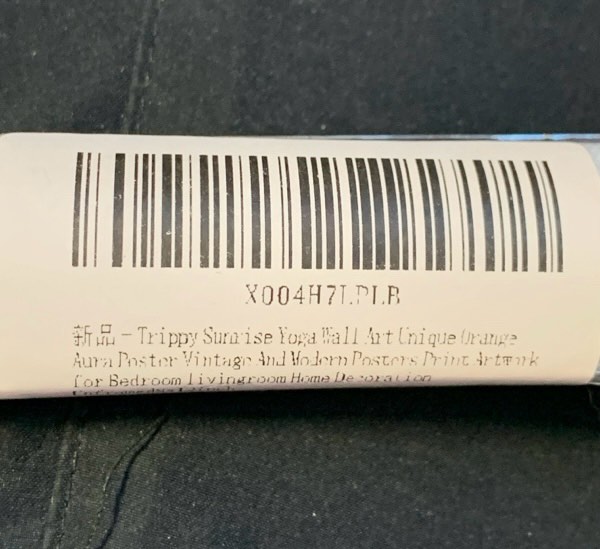 X004H7LPLB
新品 - Trippy Sunrise Yoga Wall Art Unique Orange
Aura Poster Vintage And Modern Posters Print Artwork
for Bedroom Livingroom Home Decoration